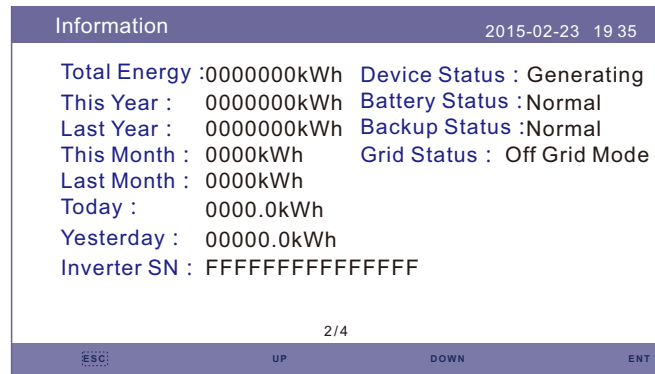 Information 2015-02-23 19 35
Total Energy : 0000000kWh Device Status : Generating
This Year : 0000000kWh Battery Status : Normal
Last Year : 0000000kWh Backup Status : Normal
This Month : 0000kWh Grid Status : Off Grid Mode
Last Month : 0000kWh
Today : 0000.0kWh
Yesterday : 00000.0kWh
Inverter SN : FFFFFFFFFFFFFFF
2/4
ESC UP DOWN ENT